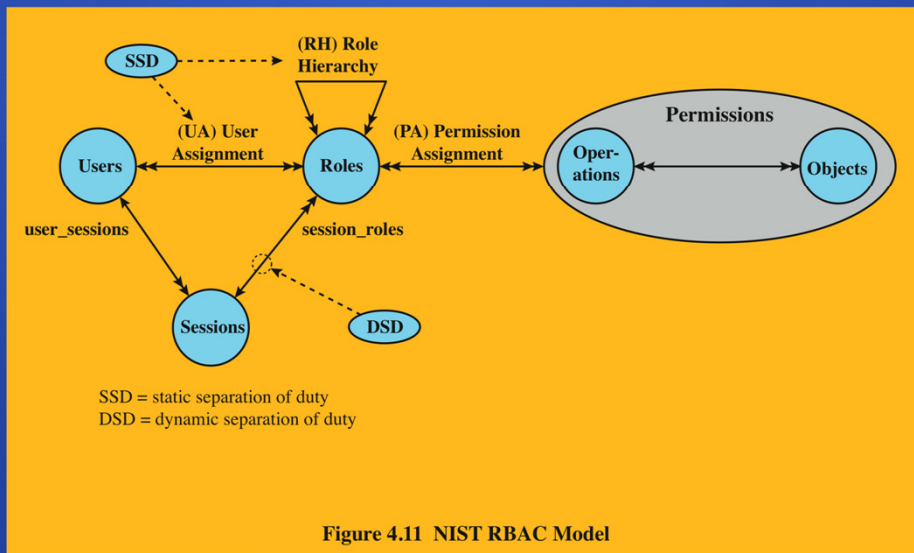 SSD
(RH) Role
Hierarchy
(UA) User
Assignment
(PA) Permission
Assignment
Permissions
Users
Roles
Oper-
ations
Objects
user_sessions
session_roles
Sessions
DSD
SSD = static separation of duty
DSD = dynamic separation of duty
Figure 4.11 NIST RBAC Model